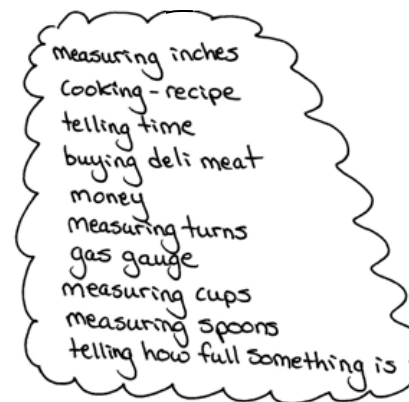 measuring inches
cooking - recipe
telling time
buying deli meat
money
measuring turns
gas gauge
measuring cups
measuring spoons
telling how full something is